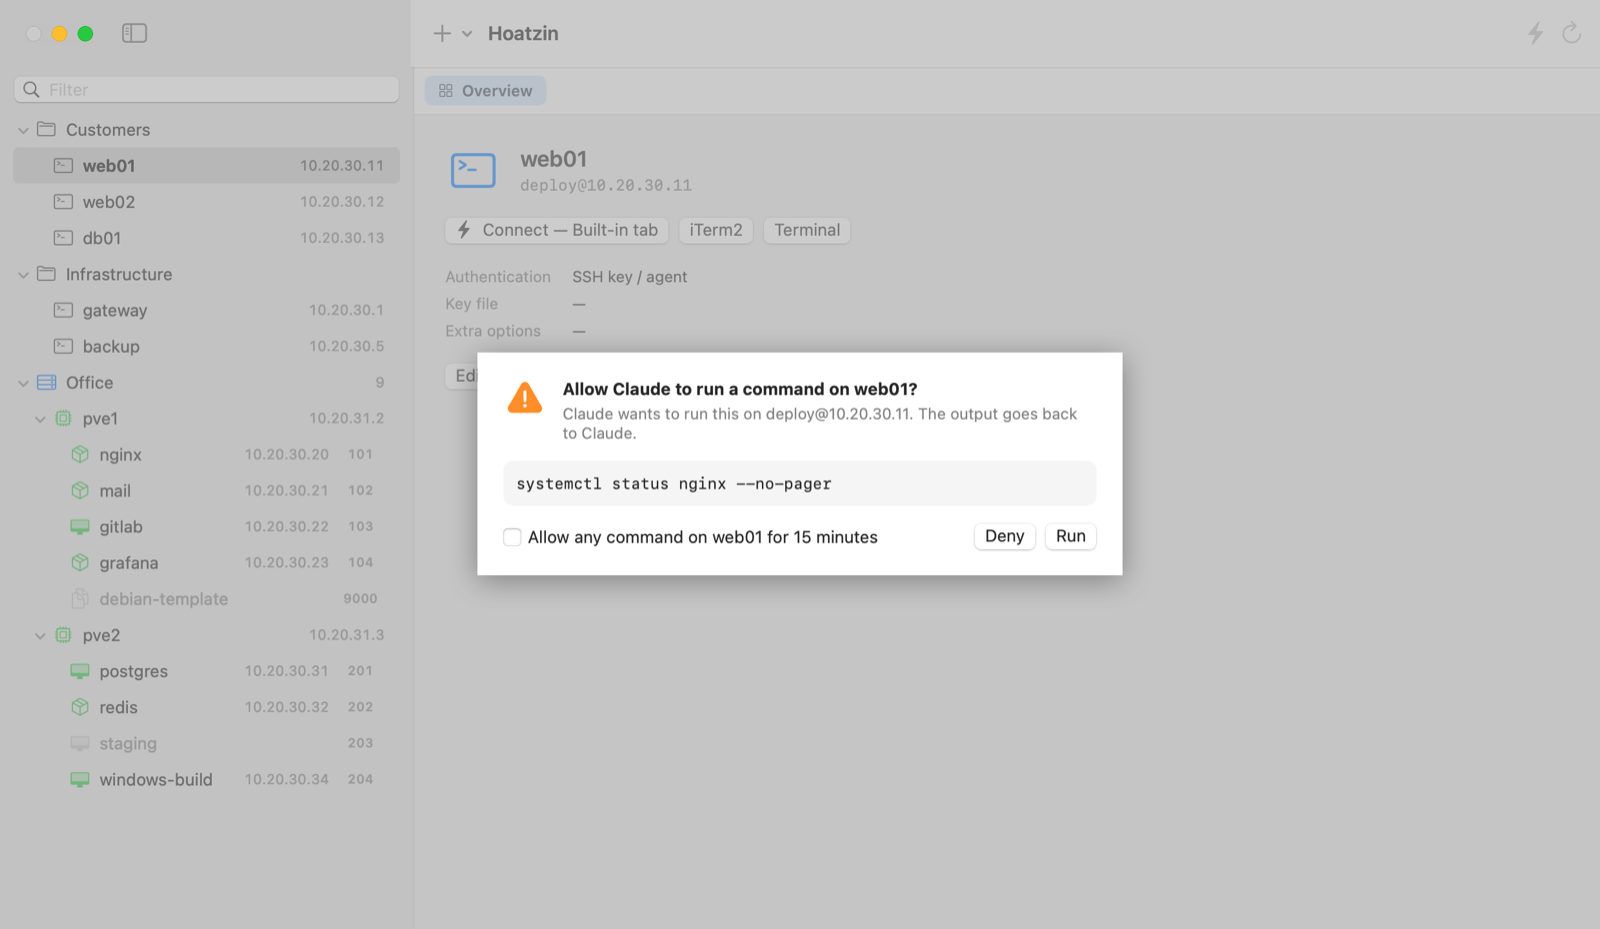 Hoatzin
Filter
Overview
Customers
web01 10.20.30.11
web02 10.20.30.12
db01 10.20.30.13
Infrastructure
gateway 10.20.30.1
backup 10.20.30.5
Office 9
pve1 10.20.31.2
nginx 10.20.30.20 101
mail 10.20.30.21 102
gitlab 10.20.30.22 103
grafana 10.20.30.23 104
debian-template 9000
pve2 10.20.31.3
postgres 10.20.30.31 201
redis 10.20.30.32 202
staging 203
windows-build 10.20.30.34 204
web01
deploy@10.20.30.11
Connect — Built-in tab iTerm2 Terminal
Authentication SSH key / agent
Key file —
Extra options —
Allow Claude to run a command on web01?
Claude wants to run this on deploy@10.20.30.11. The output goes back
to Claude.
systemctl status nginx --no-pager
Allow any command on web01 for 15 minutes Deny Run